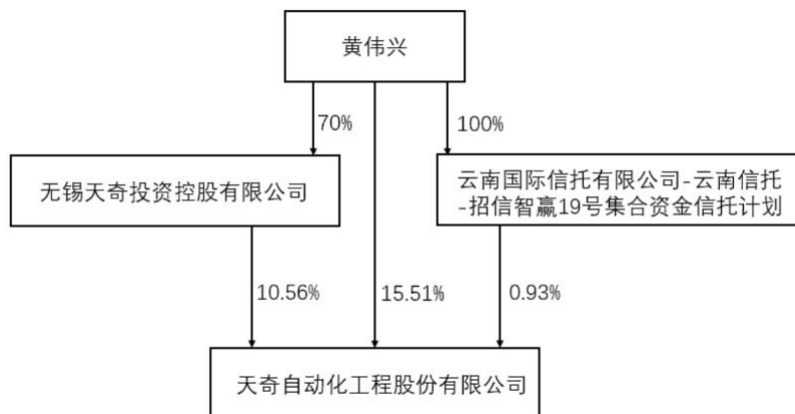 黄伟兴
70%
100%
无锡天奇投资控股有限公司
云南国际信托有限公司-云南信托
-招信智赢19号集合资金信托计划
10.56%
15.51%
0.93%
天奇自动化工程股份有限公司